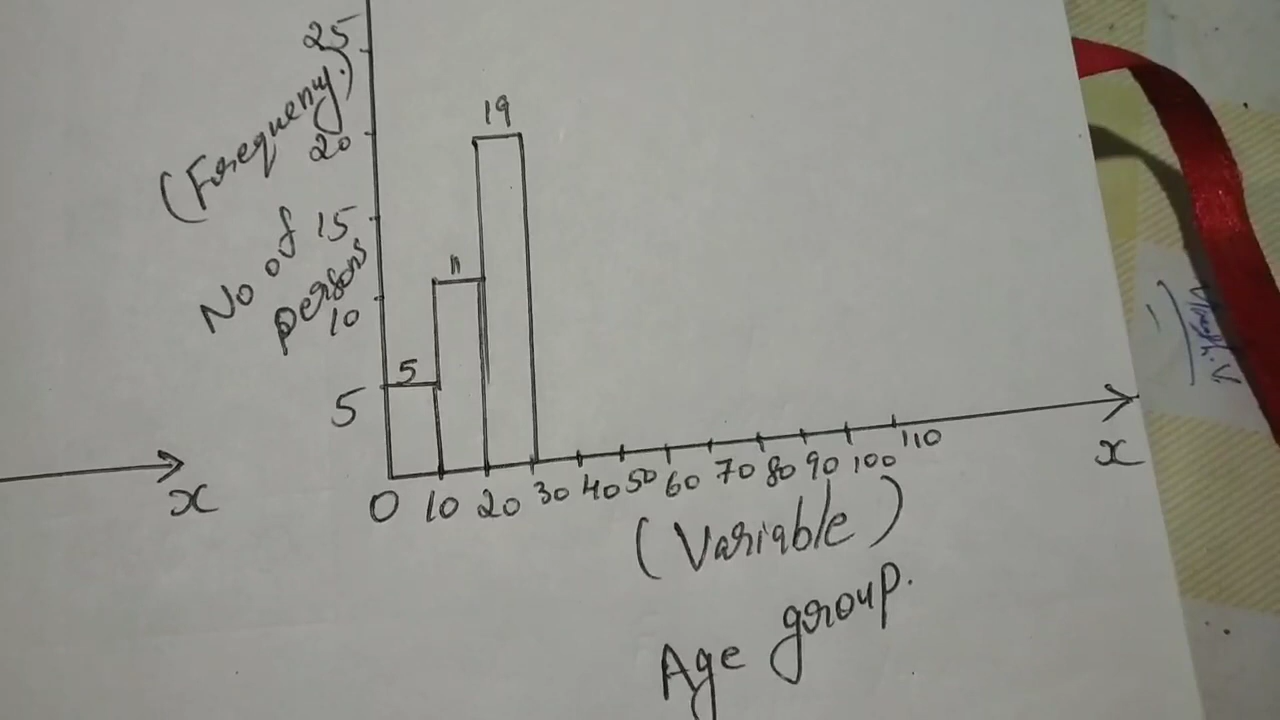 25
(Frequency.)
20
19
No of
15
persons
11
10
5
5
0 10 20 30 40 50 60 70 80 90 100 110
x
x
(Variable)
Age group.